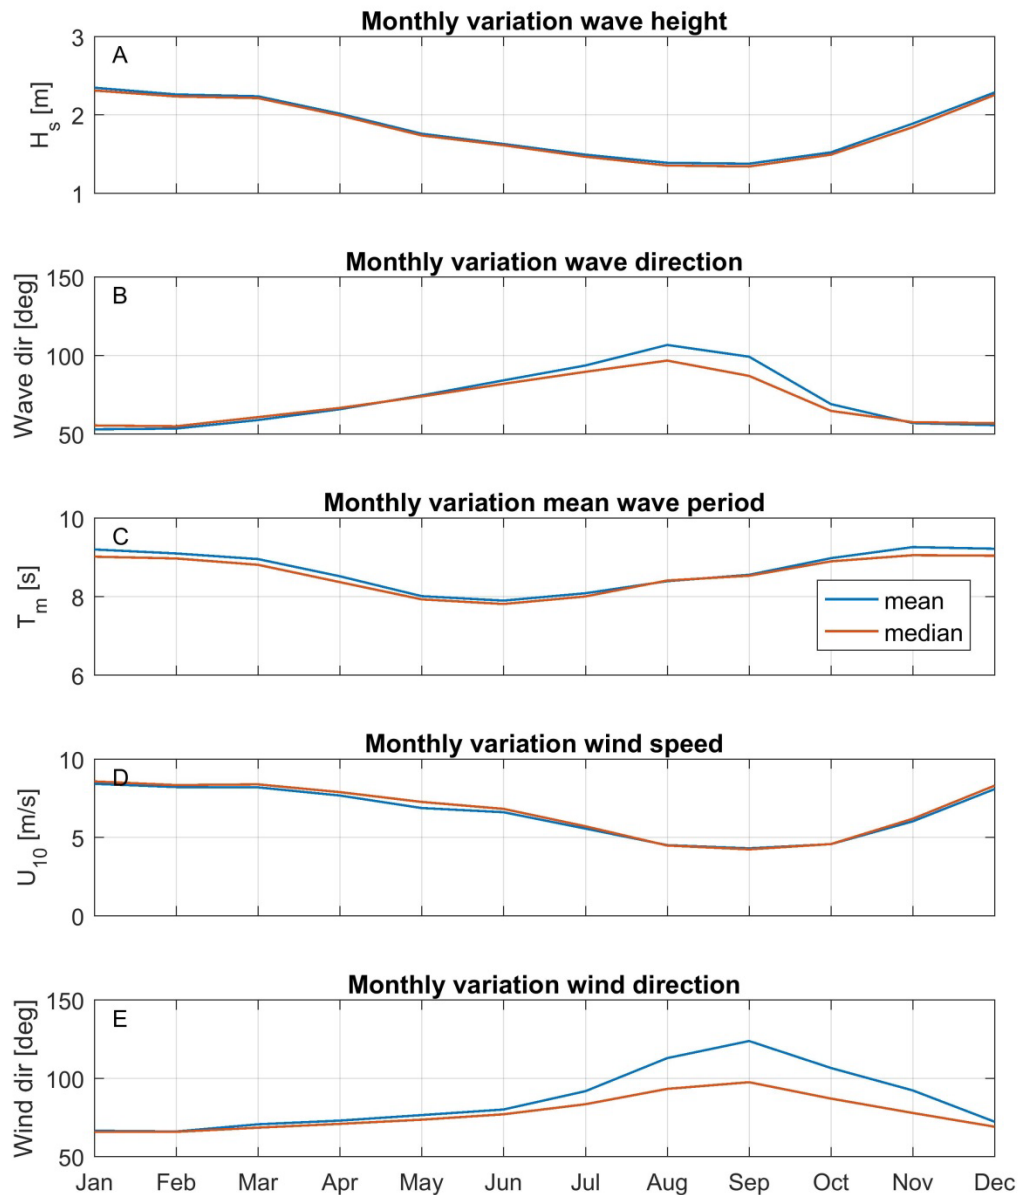 Monthly variation wave height
A
3
2
1
H_s [m]
Monthly variation wave direction
B
150
100
50
Wave dir [deg]
Monthly variation mean wave period
C
10
8
6
T_m [s]
mean
median
Monthly variation wind speed
D
10
5
0
U_10 [m/s]
Monthly variation wind direction
E
150
100
50
Wind dir [deg]
Jan Feb Mar Apr May Jun Jul Aug Sep Oct Nov Dec